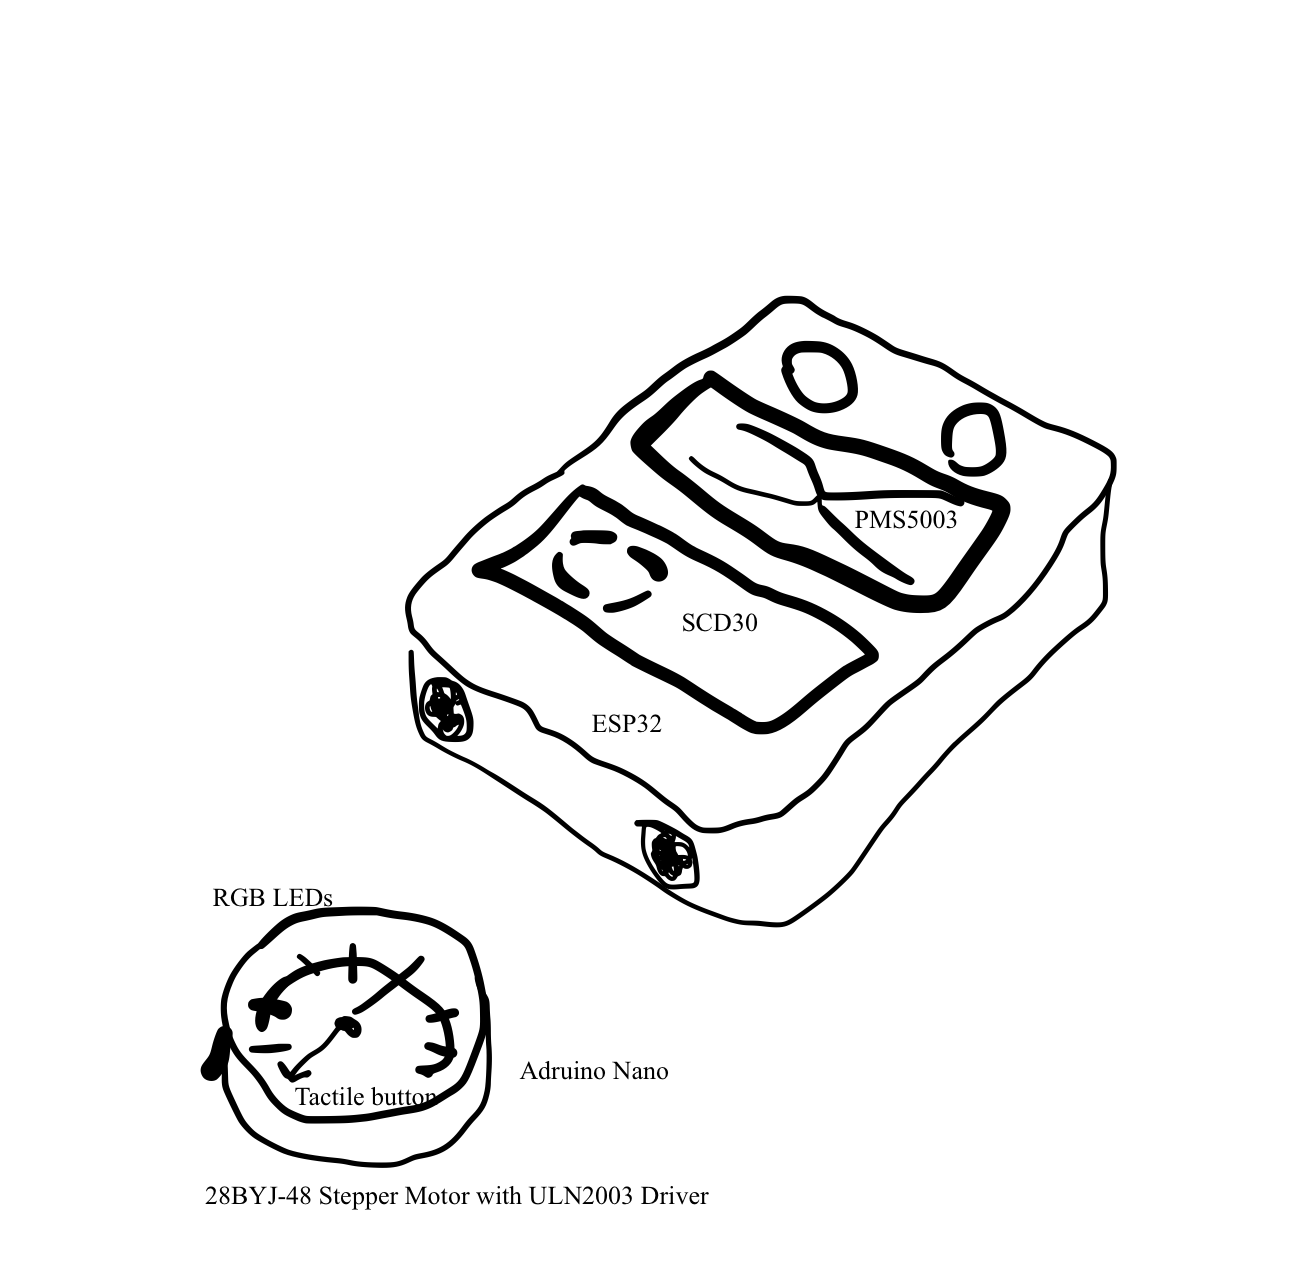 PMS5003
SCD30
ESP32
RGB LEDs
Adruino Nano
Tactile button
28BYJ-48 Stepper Motor with ULN2003 Driver